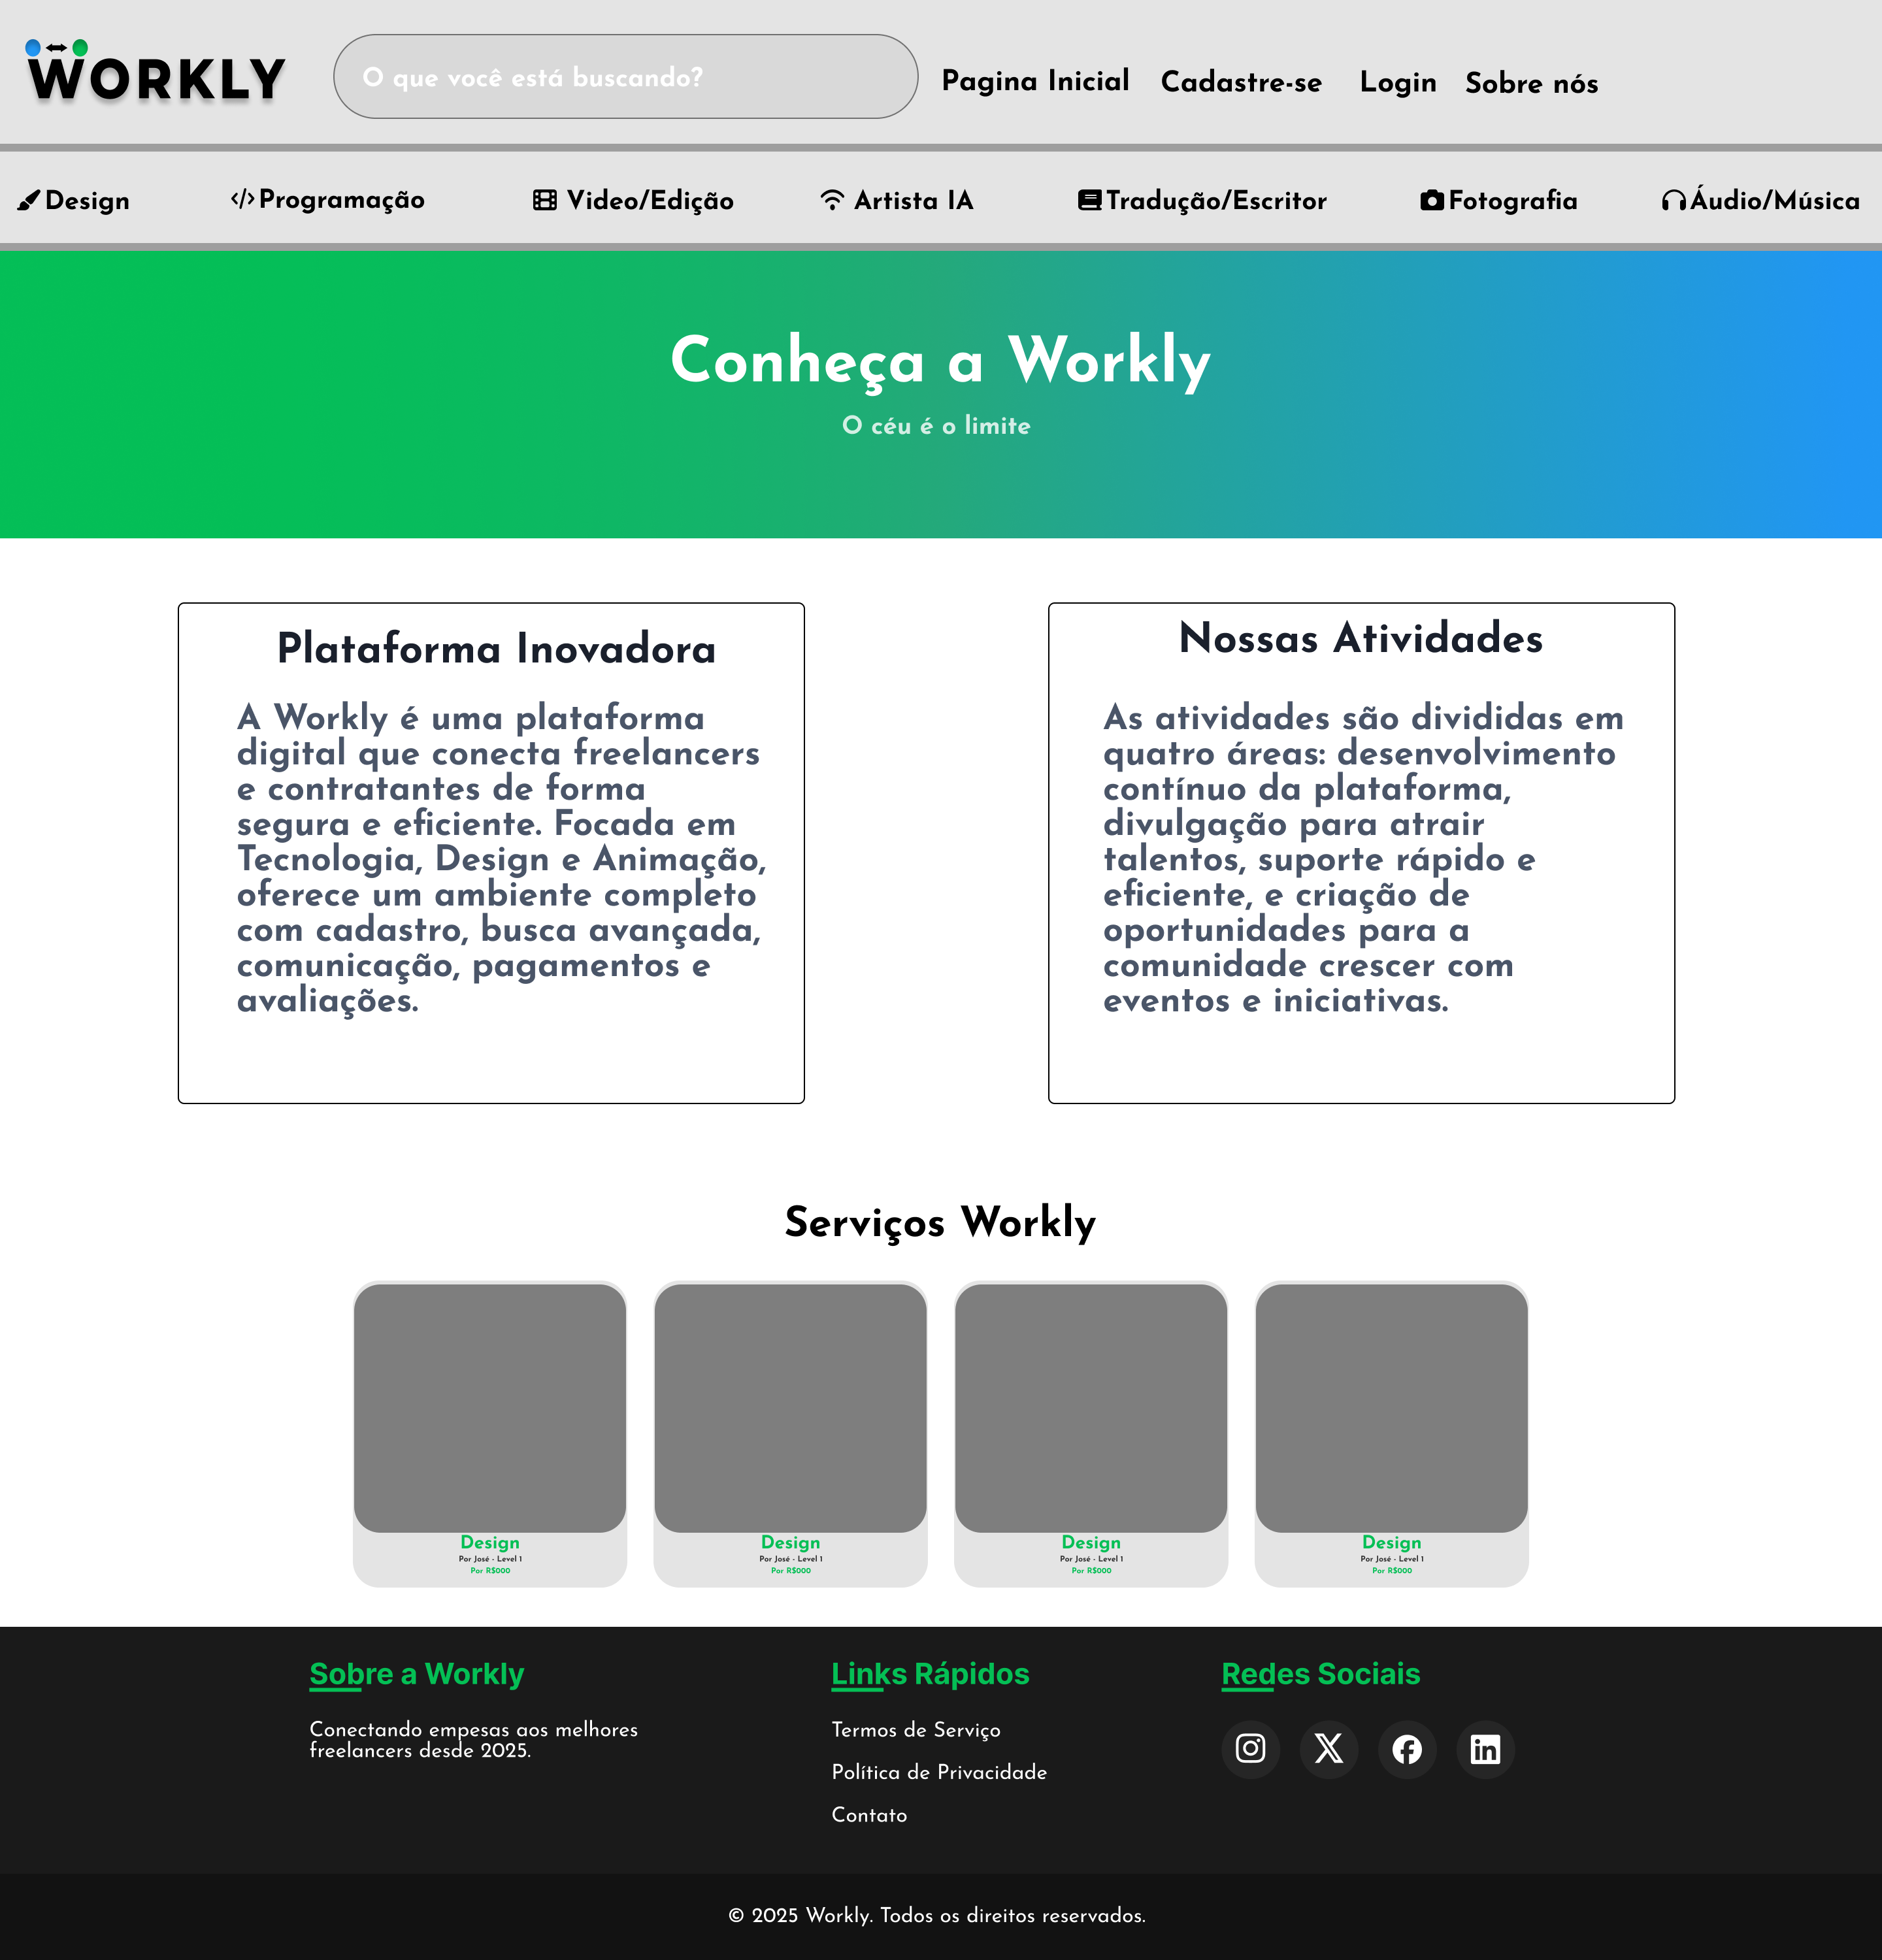 WORKLY
O que você está buscando?
Pagina Inicial
Cadastre-se
Login
Sobre nós
Design
Programação
Video/Edição
Artista IA
Tradução/Escritor
Fotografia
Áudio/Música
Conheça a Workly
O céu é o limite
Plataforma Inovadora
A Workly é uma plataforma
digital que conecta freelancers
e contratantes de forma
segura e eficiente. Focada em
Tecnologia, Design e Animação,
oferece um ambiente completo
com cadastro, busca avançada,
comunicação, pagamentos e
avaliações.
Nossas Atividades
As atividades são divididas em
quatro áreas: desenvolvimento
contínuo da plataforma,
divulgação para atrair
talentos, suporte rápido e
eficiente, e criação de
oportunidades para a
comunidade crescer com
eventos e iniciativas.
Serviços Workly
Design
Por José - Level 1
Por R$000
Design
Por José - Level 1
Por R$000
Design
Por José - Level 1
Por R$000
Design
Por José - Level 1
Por R$000
Sobre a Workly
Conectando empesas aos melhores
freelancers desde 2025.
Links Rápidos
Termos de Serviço
Política de Privacidade
Contato
Redes Sociais
© 2025 Workly. Todos os direitos reservados.